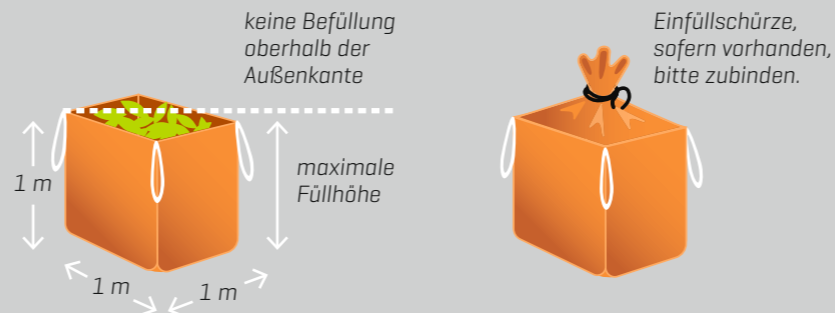 keine Befüllung
oberhalb der
Außenkante
1 m
maximale
Füllhöhe
1 m
1 m
Einfüllschürze,
sofern vorhanden,
bitte zubinden.